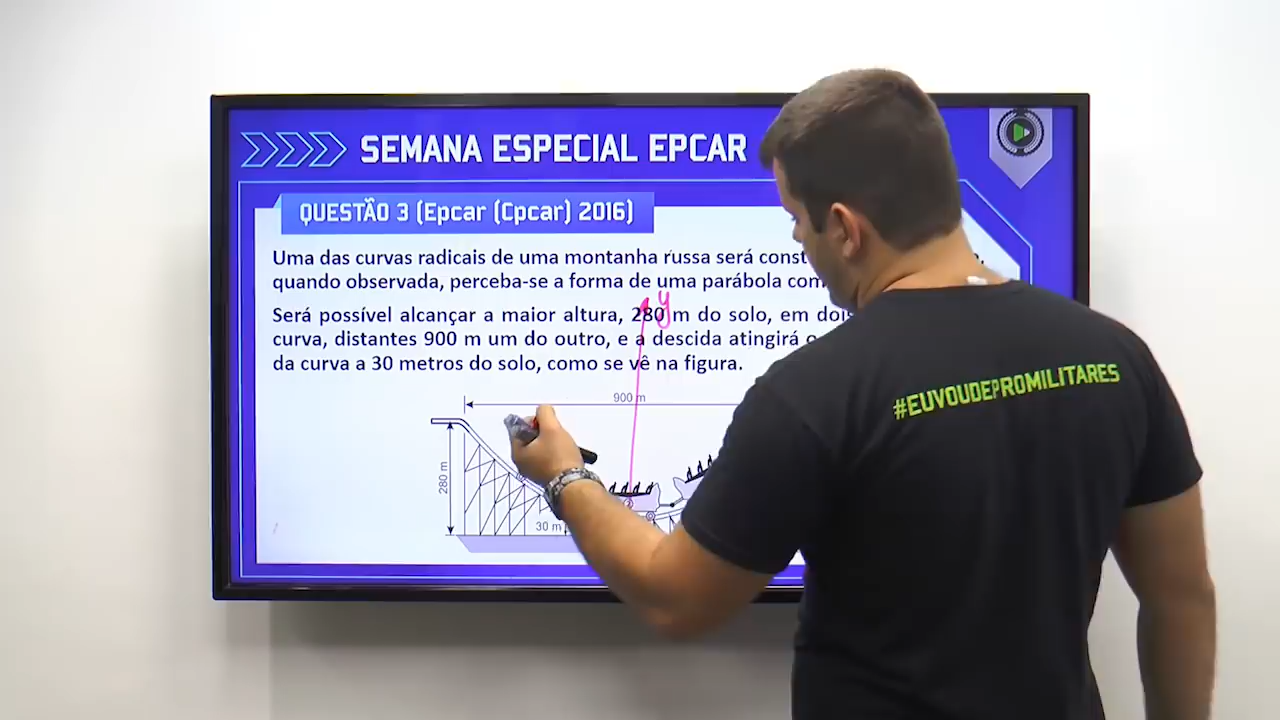 SEMANA ESPECIAL EPCAR
QUESTÃO 3 (Epcar (Cpcar) 2016)
Uma das curvas radicais de uma montanha russa será
quando observada, perceba-se a forma de uma parábola
Será possível alcançar a maior altura, 280 m do solo, em
curva, distantes 900 m um do outro, e a descida atingirá
da curva a 30 metros do solo, como se vê na figura.
y
900 m
280 m
30 m
#EUVOUDEPROMILITARES